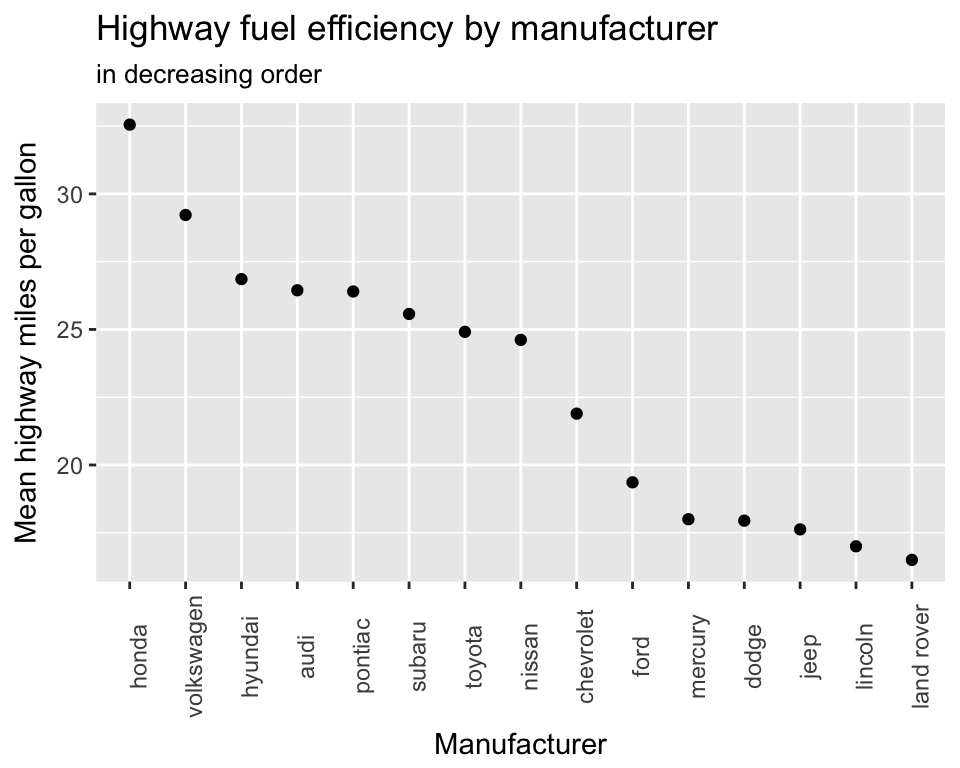 Highway fuel efficiency by manufacturer
in decreasing order
Mean highway miles per gallon
30
25
20
honda
volkswagen
hyundai
audi
pontiac
subaru
toyota
nissan
chevrolet
ford
mercury
dodge
jeep
lincoln
land rover
Manufacturer